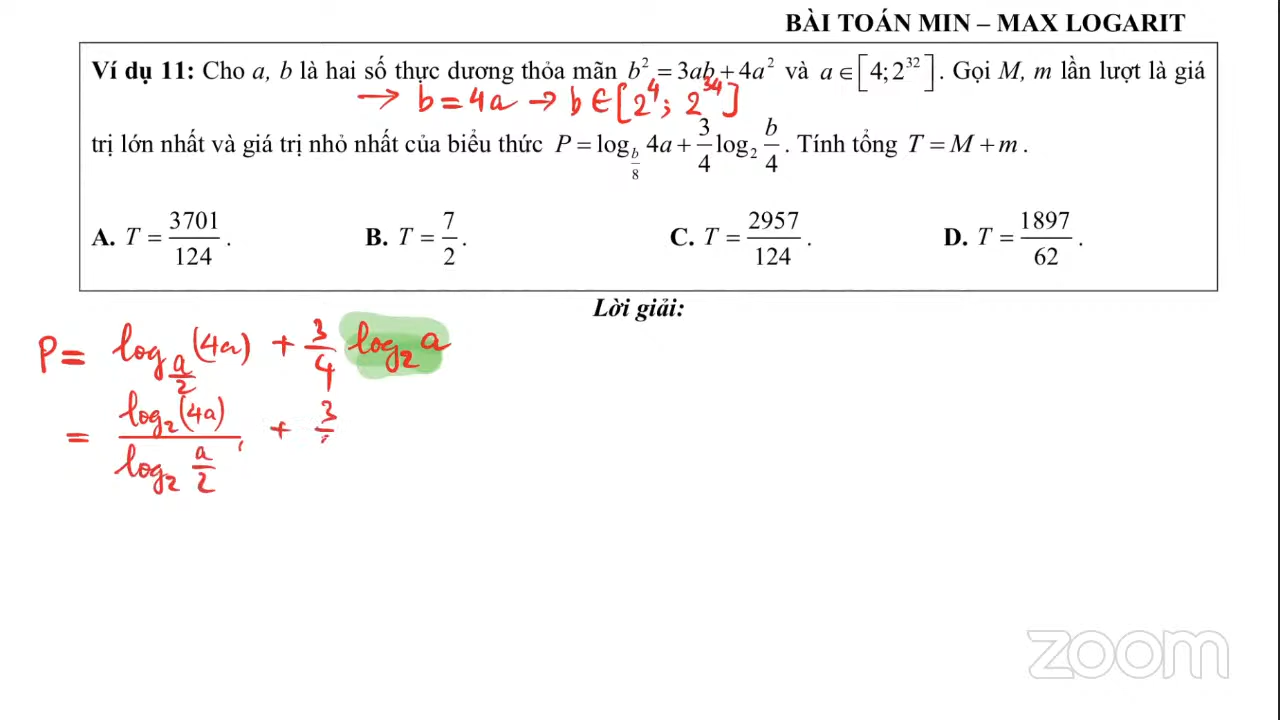 BÀI TOÁN MIN – MAX LOGARIT
Ví dụ 11: Cho a, b là hai số thực dương thỏa mãn b² = 3ab + 4a² và a ∈ [4; 2³²]. Gọi M, m lần lượt là giá
→ b = 4a → b ∈ [2⁴; 2³⁴]
trị lớn nhất và giá trị nhỏ nhất của biểu thức P = log_{b/8} 4a + 3/4 log₂ b/4. Tính tổng T = M + m.
A. T = 3701/124. B. T = 7/2. C. T = 2957/124. D. T = 1897/62.
Lời giải:
P = log_{a/2} (4a) + 3/4 log₂ a
= log₂ (4a) / log₂ a/2 + 3
zoom